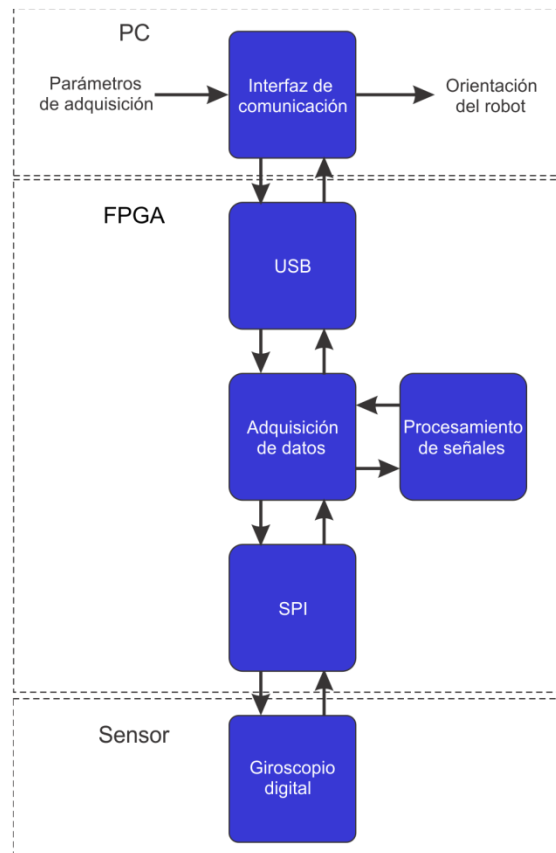 PC
Parámetros
de adquisición
Interfaz de
comunicación
Orientación
del robot
FPGA
USB
Adquisición
de datos
Procesamiento
de señales
SPI
Sensor
Giroscopio
digital